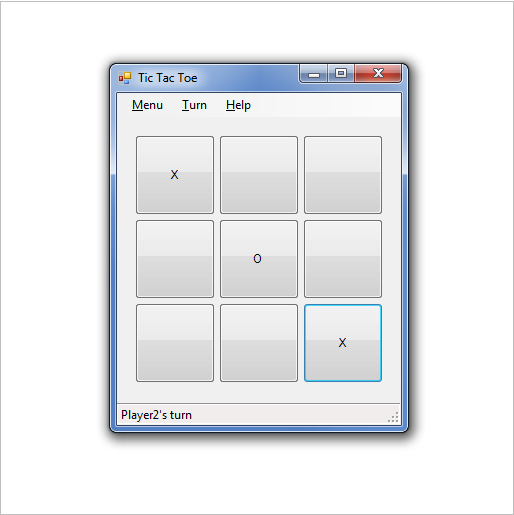 Tic Tac Toe
Menu Turn Help
X
O
X
Player2's turn